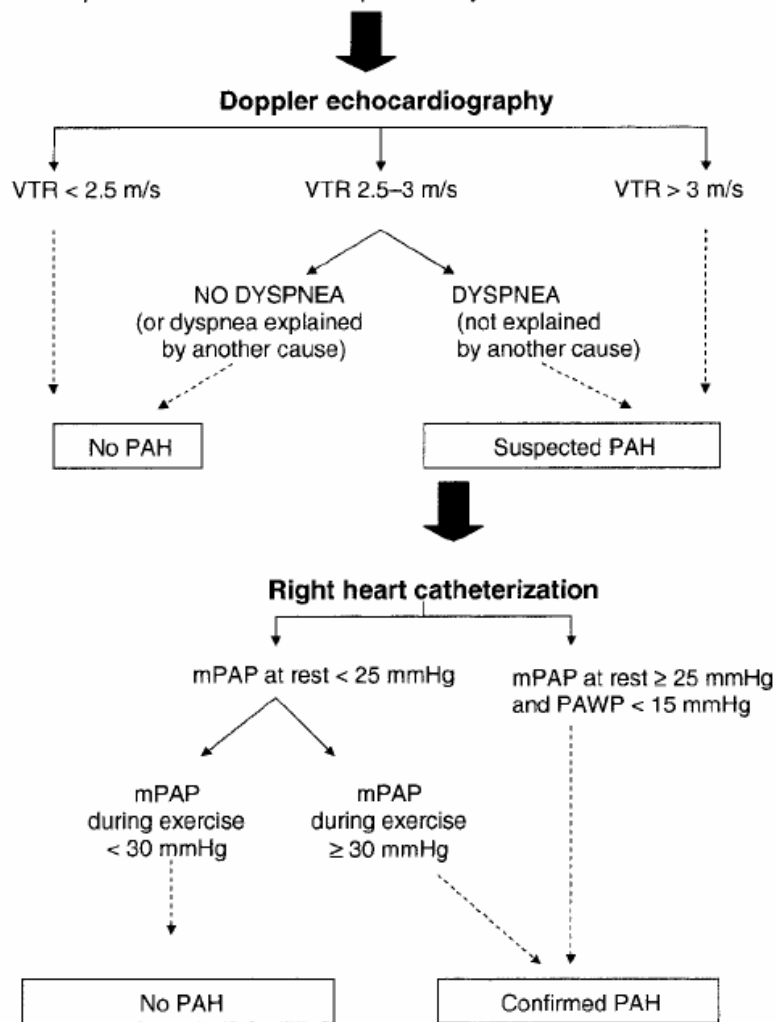 Doppler echocardiography
VTR < 2.5 m/s
VTR 2.5–3 m/s
VTR > 3 m/s
NO DYSPNEA
(or dyspnea explained
by another cause)
DYSPNEA
(not explained
by another cause)
No PAH
Suspected PAH
Right heart catheterization
mPAP at rest < 25 mmHg
mPAP at rest ≥ 25 mmHg
and PAWP < 15 mmHg
mPAP
during exercise
< 30 mmHg
mPAP
during exercise
≥ 30 mmHg
No PAH
Confirmed PAH